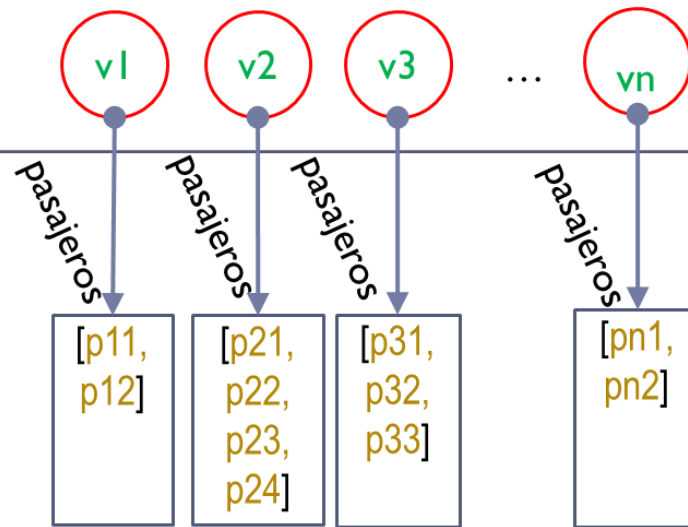 v1 v2 v3 ... vn
pasajeros pasajeros pasajeros pasajeros
[p11,
p12]
[p21,
p22,
p23,
p24]
[p31,
p32,
p33]
[pn1,
pn2]